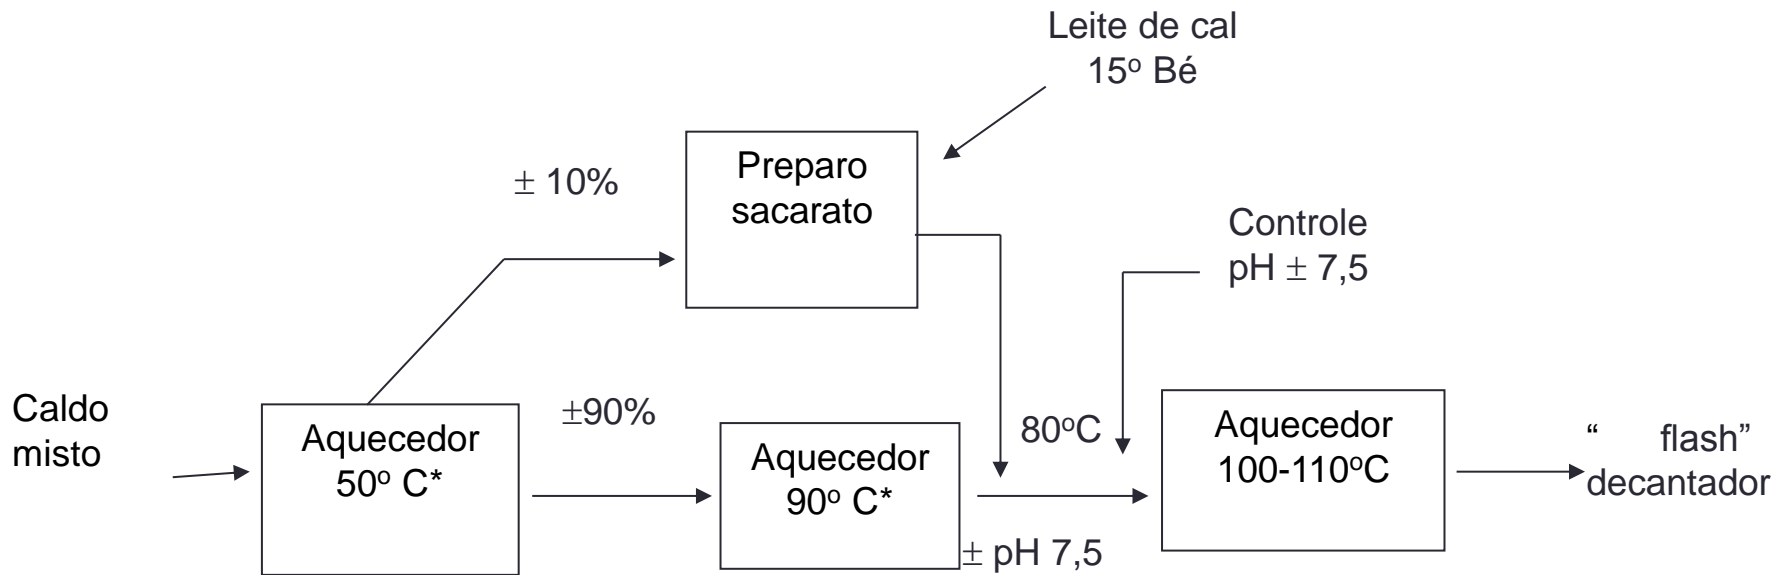 Leite de cal
15º Bé
Preparo
sacarato
± 10%
Controle
pH ± 7,5
Caldo
misto
Aquecedor
50º C*
±90%
Aquecedor
90º C*
80ºC
± pH 7,5
Aquecedor
100-110ºC
“ flash”
decantador